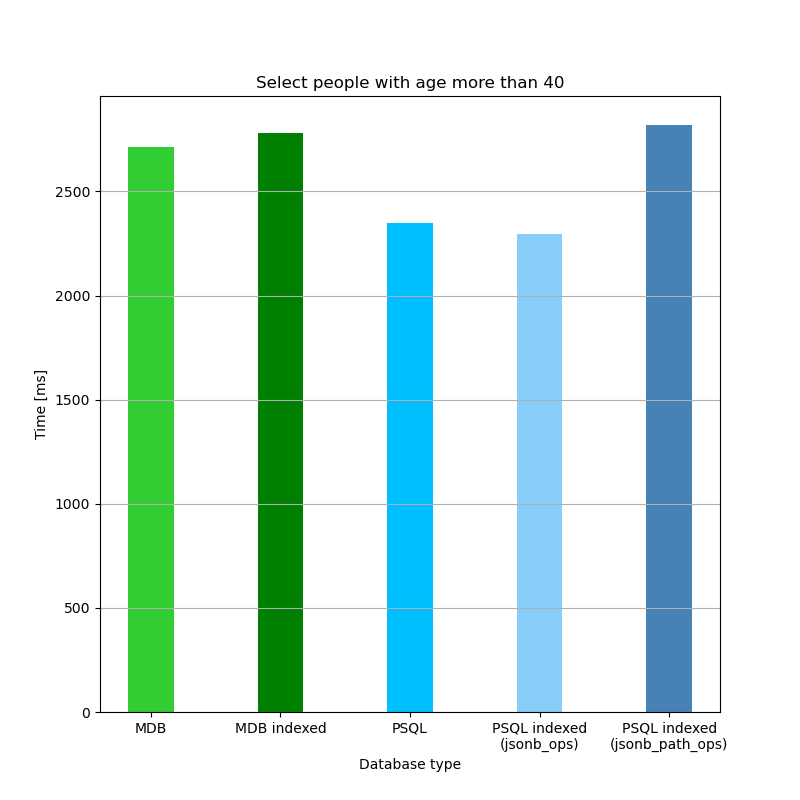 Select people with age more than 40
Time [ms]
2500
2000
1500
1000
500
0
MDB
MDB indexed
PSQL
PSQL indexed
(jsonb_ops)
PSQL indexed
(jsonb_path_ops)
Database type